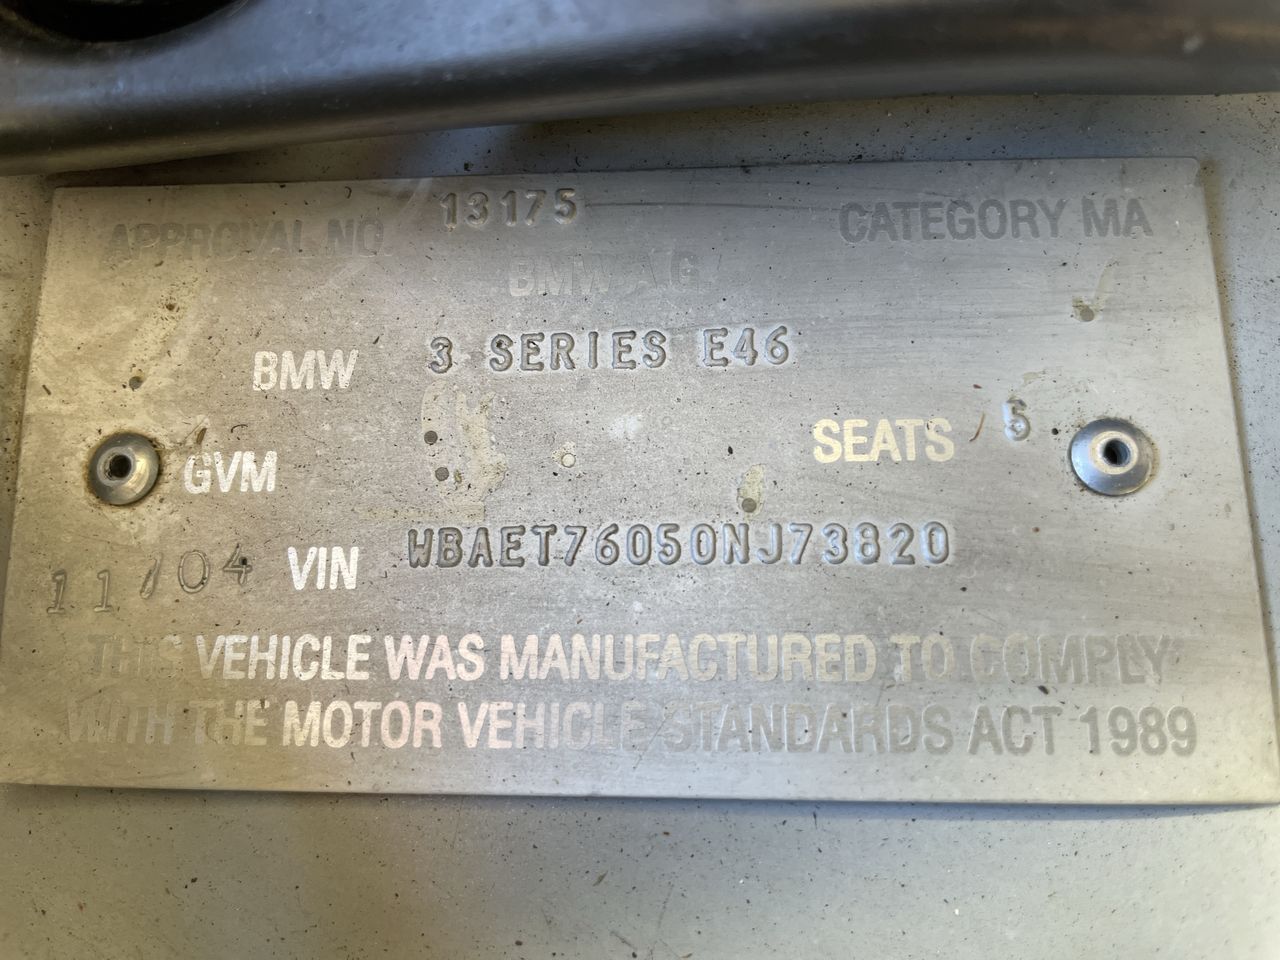 APPROVAL NO. 13175 CATEGORY MA
BMW A.G.
BMW 3 SERIES E46
GVM SEATS 5
11/04 VIN WBAET76050NJ73820
THIS VEHICLE WAS MANUFACTURED TO COMPLY
WITH THE MOTOR VEHICLE STANDARDS ACT 1989